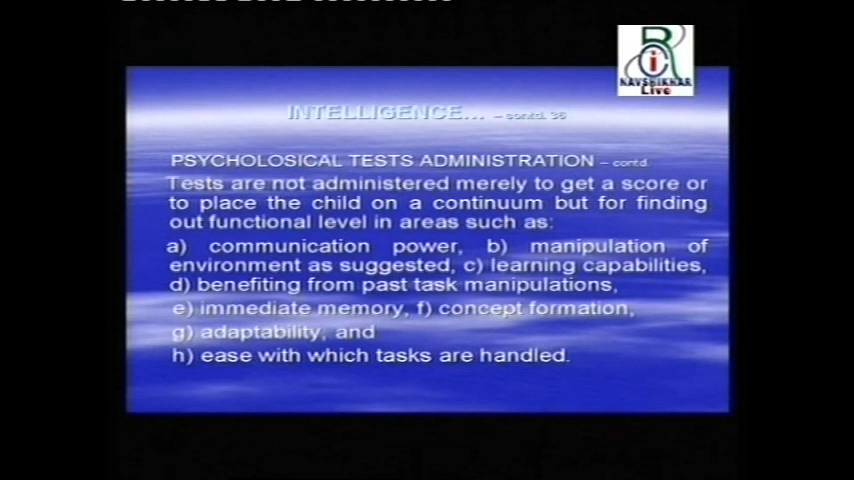 RCi
NAVSHIKHAR
Live
INTELLIGENCE... – contd. 36
PSYCHOLOSICAL TESTS ADMINISTRATION – contd.
Tests are not administered merely to get a score or
to place the child on a continuum but for finding
out functional level in areas such as:
a) communication power, b) manipulation of
environment as suggested, c) learning capabilities,
d) benefiting from past task manipulations,
e) immediate memory, f) concept formation,
g) adaptability, and
h) ease with which tasks are handled.